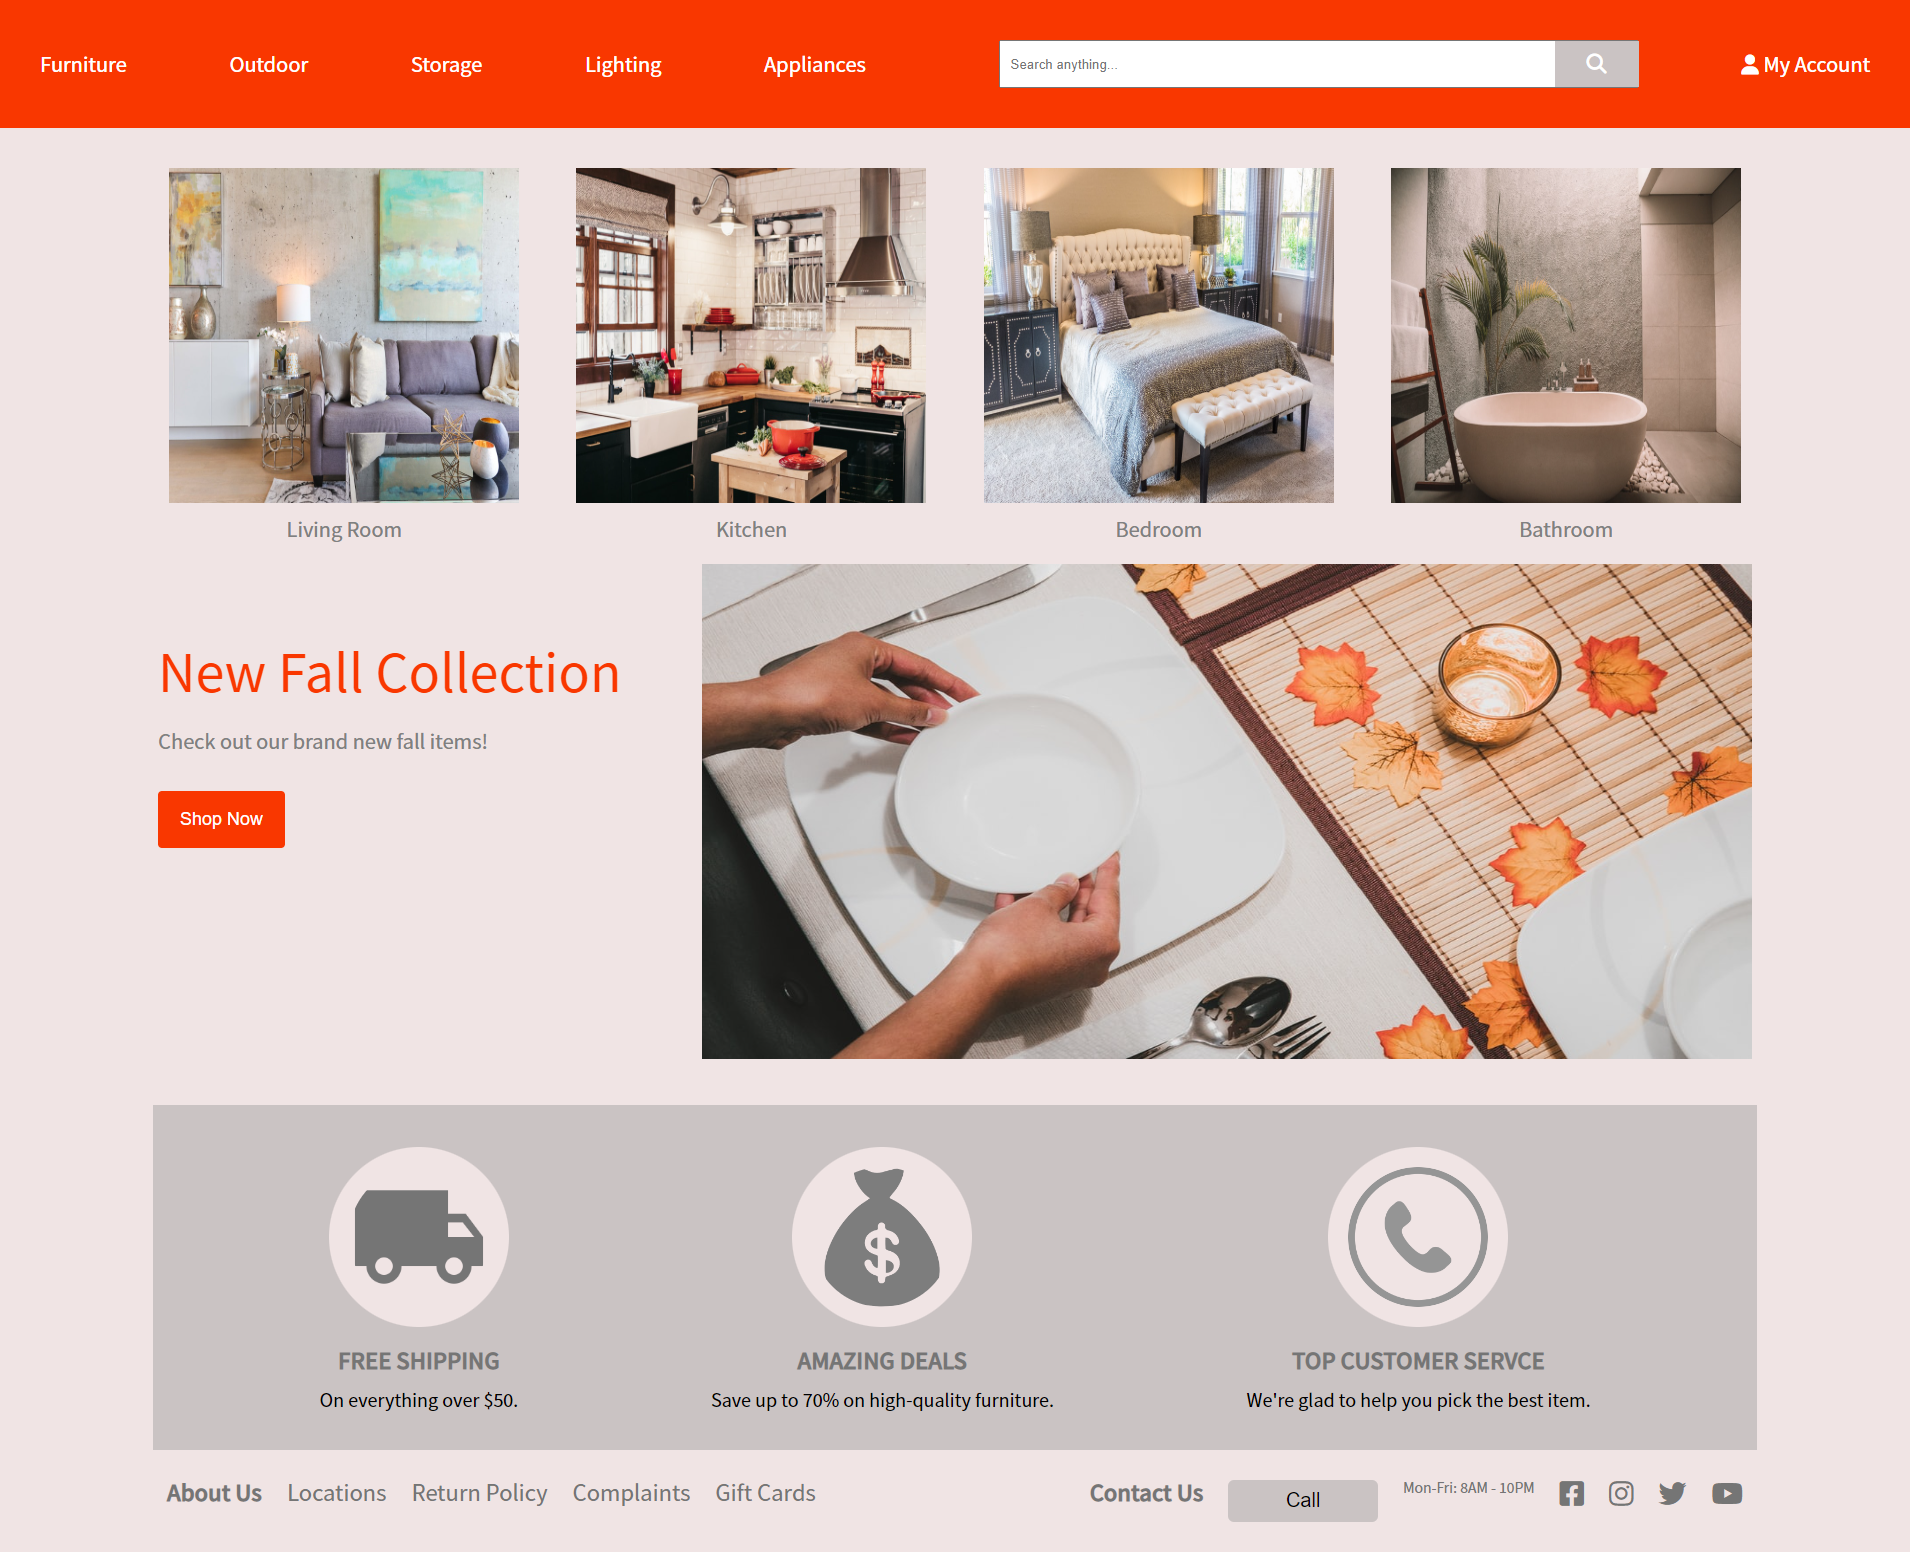 Furniture
Outdoor
Storage
Lighting
Appliances
Search anything...
My Account
Living Room
Kitchen
Bedroom
Bathroom
New Fall Collection
Check out our brand new fall items!
Shop Now
$
FREE SHIPPING
AMAZING DEALS
TOP CUSTOMER SERVCE
On everything over $50.
Save up to 70% on high-quality furniture.
We're glad to help you pick the best item.
About Us
Locations
Return Policy
Complaints
Gift Cards
Contact Us
Call
Mon-Fri: 8AM - 10PM